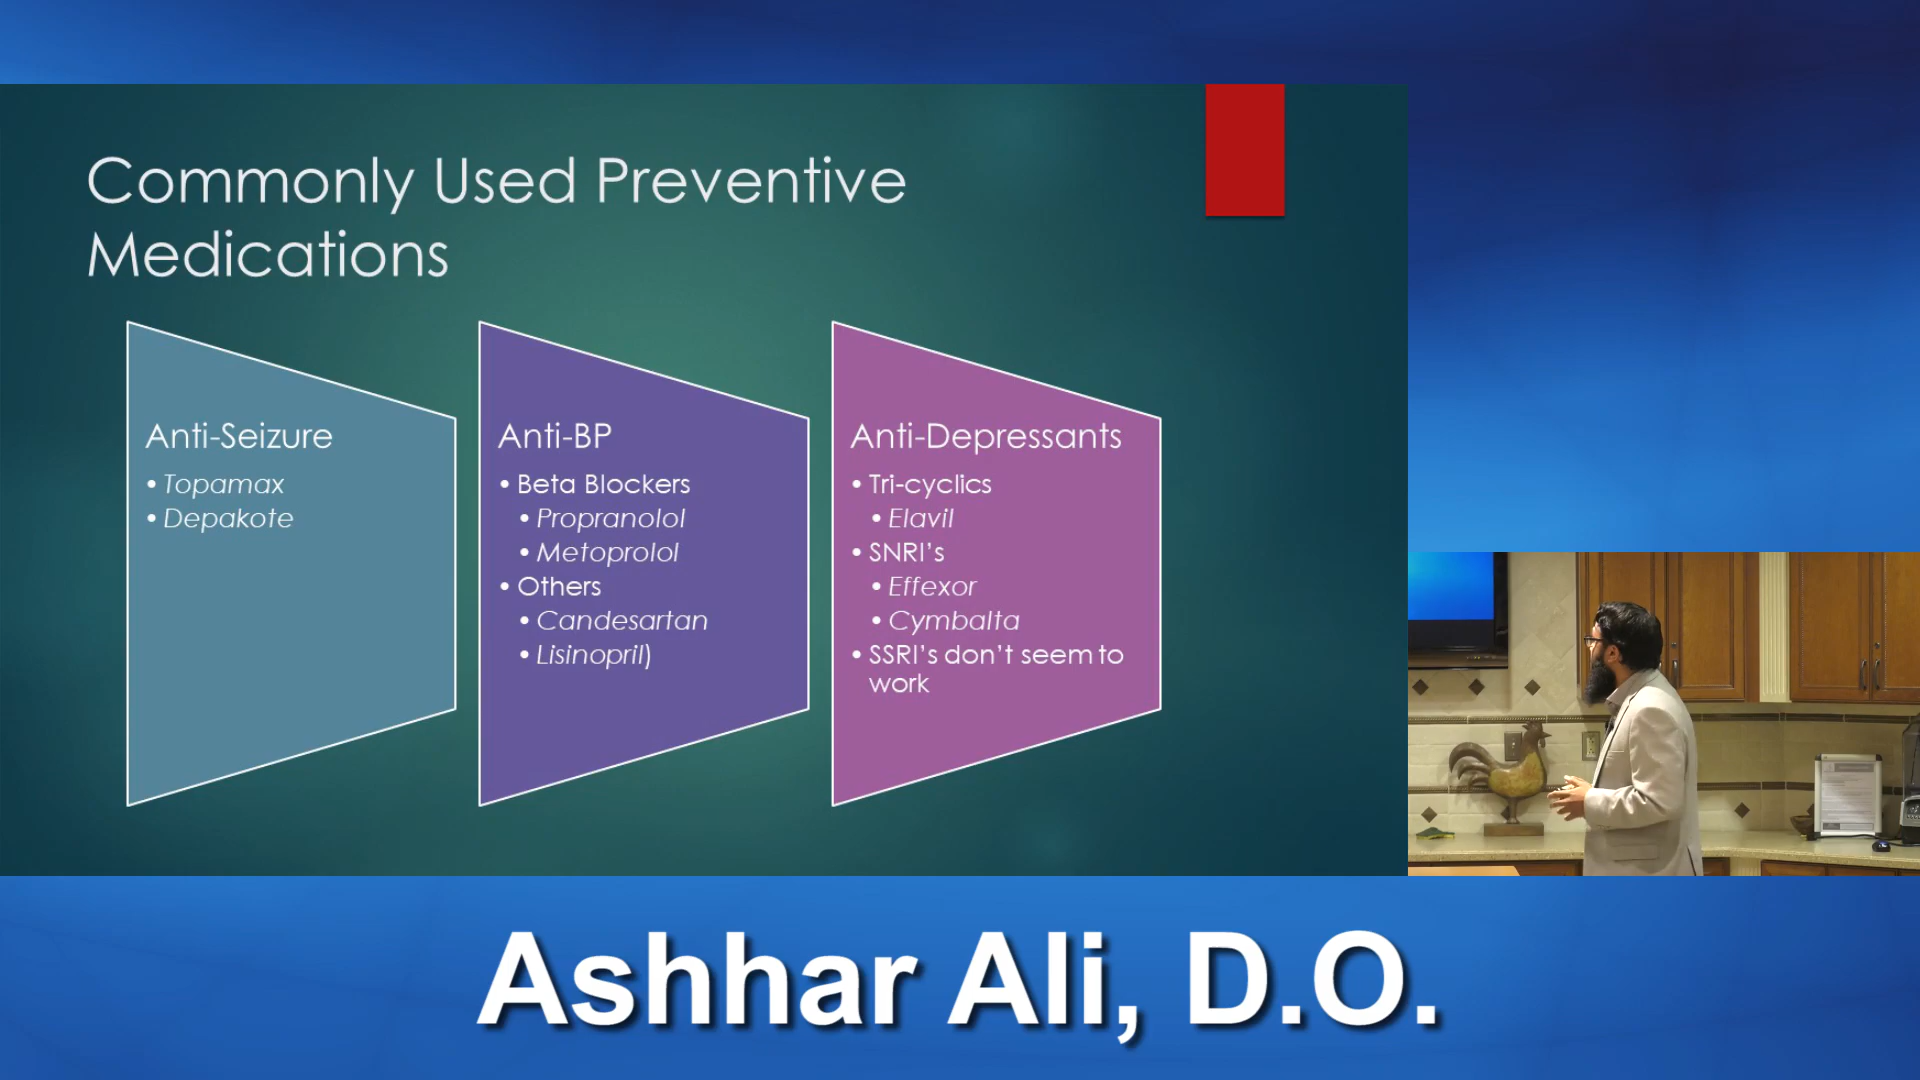 Commonly Used Preventive
Medications
Anti-Seizure
• Topamax
• Depakote
Anti-BP
• Beta Blockers
• Propranolol
• Metoprolol
• Others
• Candesartan
• Lisinopril)
Anti-Depressants
• Tri-cyclics
• Elavil
• SNRI's
• Effexor
• Cymbalta
• SSRI's don't seem to
work
Ashhar Ali, D.O.